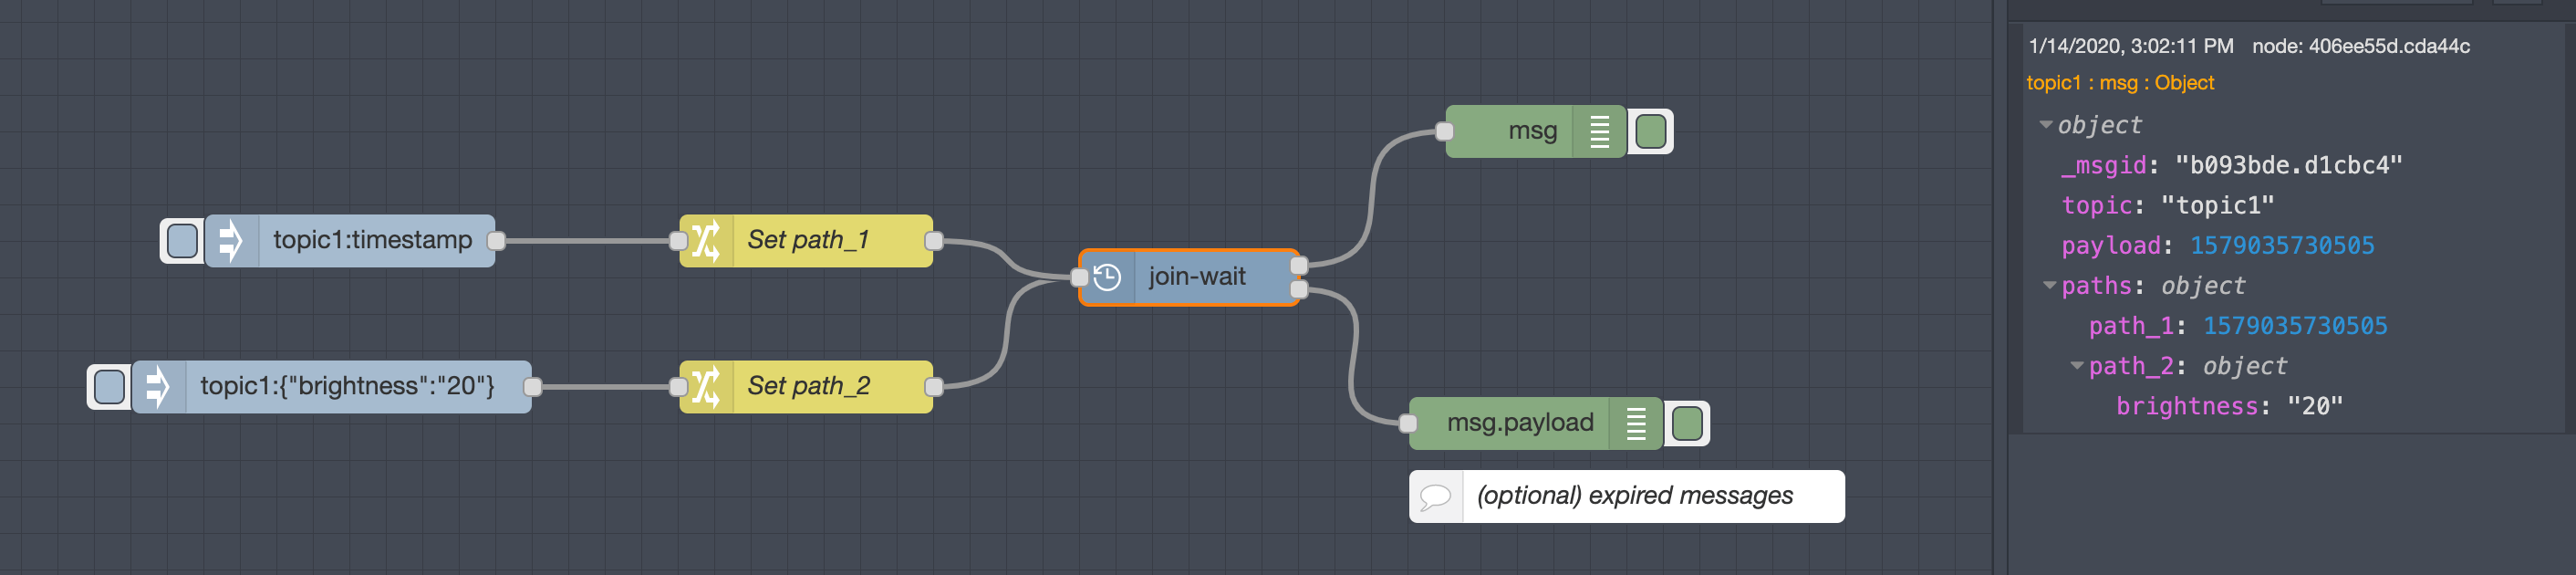 msg
topic1:timestamp
Set path_1
join-wait
topic1:{"brightness":"20"}
Set path_2
msg.payload
(optional) expired messages
1/14/2020, 3:02:11 PM node: 406ee55d.cda44c
topic1 : msg : Object
object
_msgid: "b093bde.d1cbc4"
topic: "topic1"
payload: 1579035730505
paths: object
path_1: 1579035730505
path_2: object
brightness: "20"